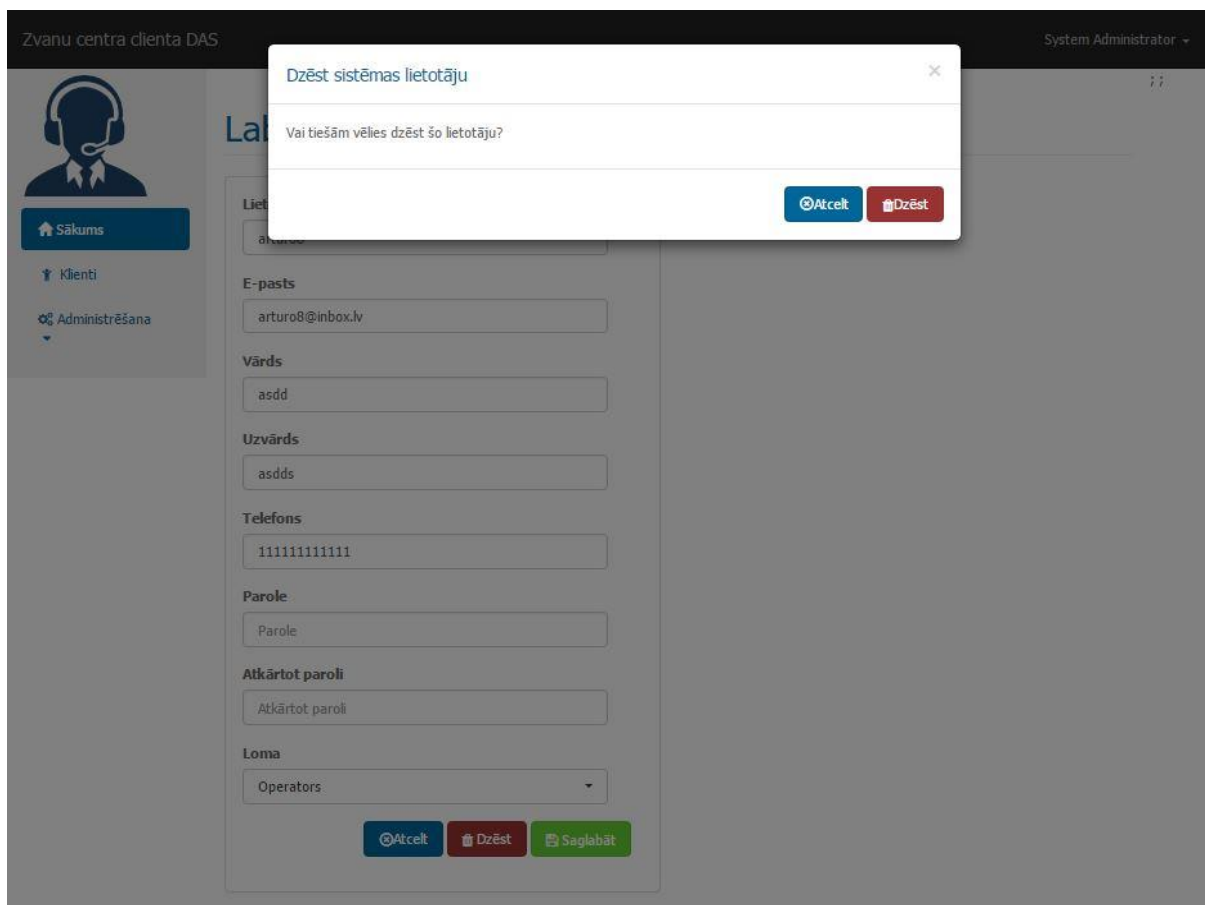 Zvanu centra clienta DAS
System Administrator
Dzēst sistēmas lietotāju
×
Vai tiešām vēlies dzēst šo lietotāju?
Atcelt
Dzēst
;;
Sākums
Klienti
Administrēšana
E-pasts
arturo8@inbox.lv
Vārds
asdd
Uzvārds
asdds
Telefons
111111111111
Parole
Parole
Atkārtot paroli
Atkārtot paroli
Loma
Operators
Atcelt
Dzēst
Saglabāt